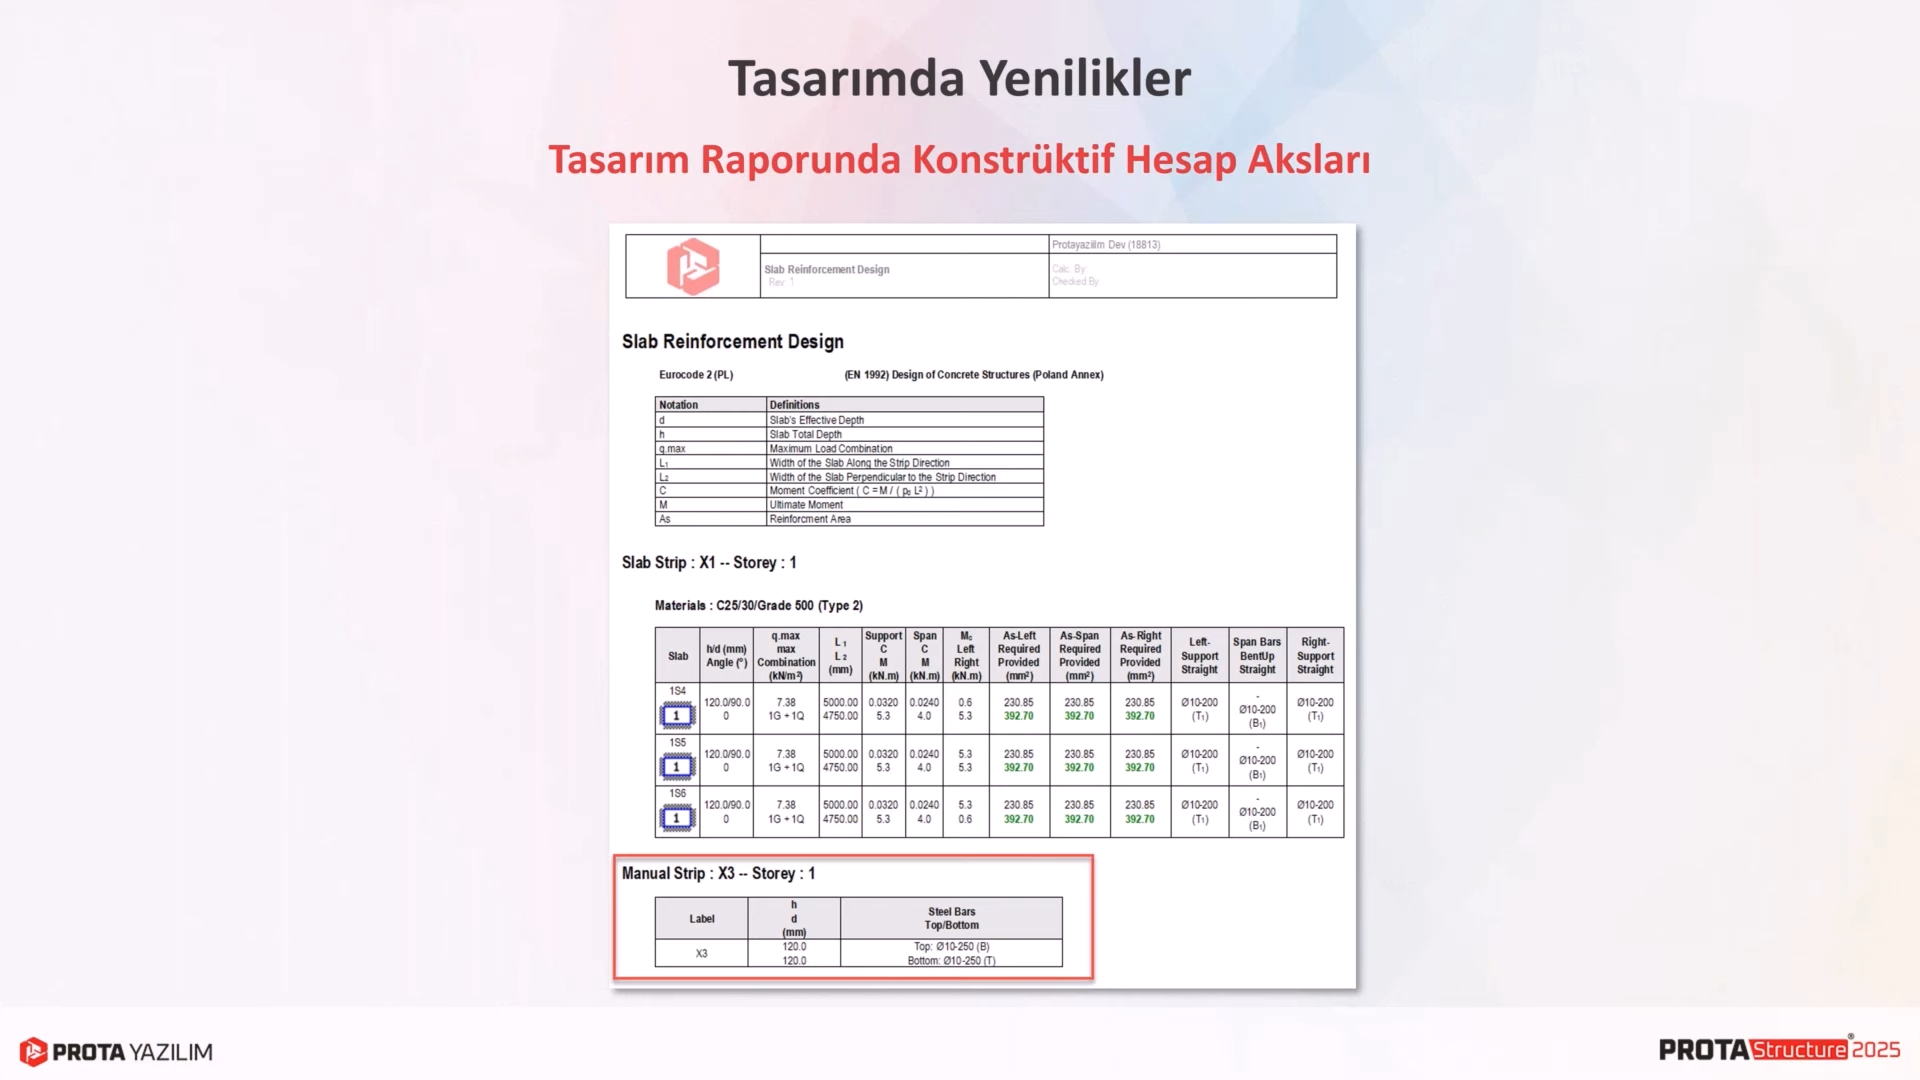 Tasarımda Yenilikler
Tasarım Raporunda Konstrüktif Hesap Aksları
Protayazilim Dev (18813)
Slab Reinforcement Design
Rev: 1
Calc. By
Checked By
Slab Reinforcement Design
Eurocode 2 (PL) (EN 1992) Design of Concrete Structures (Poland Annex)
Notation Definitions
d Slab's Effective Depth
h Slab Total Depth
q.max Maximum Load Combination
L₁ Width of the Slab Along the Strip Direction
L₂ Width of the Slab Perpendicular to the Strip Direction
C Moment Coefficient ( C = M / ( p₀ L² ) )
M Ultimate Moment
As Reinforcment Area
Slab Strip : X1 -- Storey : 1
Materials : C25/30/Grade 500 (Type 2)
Slab h/d (mm) Angle (°) q.max max Combination (kN/m²) L₁ L₂ (mm) Support C M (kN.m) Span C M (kN.m) Mₛ Left Right (kN.m) As-Left Required Provided (mm²) As-Span Required Provided (mm²) As-Right Required Provided (mm²) Left-Support Straight Span Bars BentUp Straight Right-Support Straight
1S4
120.0/90.0 7.38 5000.00 0.0320 0.0240 0.6 230.85 230.85 230.85 Ø10-200 - Ø10-200
1 0 1G + 1Q 4750.00 5.3 4.0 5.3 392.70 392.70 392.70 (T₁) Ø10-200 (B₁) (T₁)
1S5
120.0/90.0 7.38 5000.00 0.0320 0.0240 5.3 230.85 230.85 230.85 Ø10-200 - Ø10-200
1 0 1G + 1Q 4750.00 5.3 4.0 5.3 392.70 392.70 392.70 (T₁) Ø10-200 (B₁) (T₁)
1S6
120.0/90.0 7.38 5000.00 0.0320 0.0240 5.3 230.85 230.85 230.85 Ø10-200 - Ø10-200
1 0 1G + 1Q 4750.00 5.3 4.0 0.6 392.70 392.70 392.70 (T₁) Ø10-200 (B₁) (T₁)
Manual Strip : X3 -- Storey : 1
Label h d (mm) Steel Bars Top/Bottom
X3 120.0 Top: Ø10-250 (B)
120.0 Bottom: Ø10-250 (T)
PROTA YAZILIM
PROTAStructure® 2025